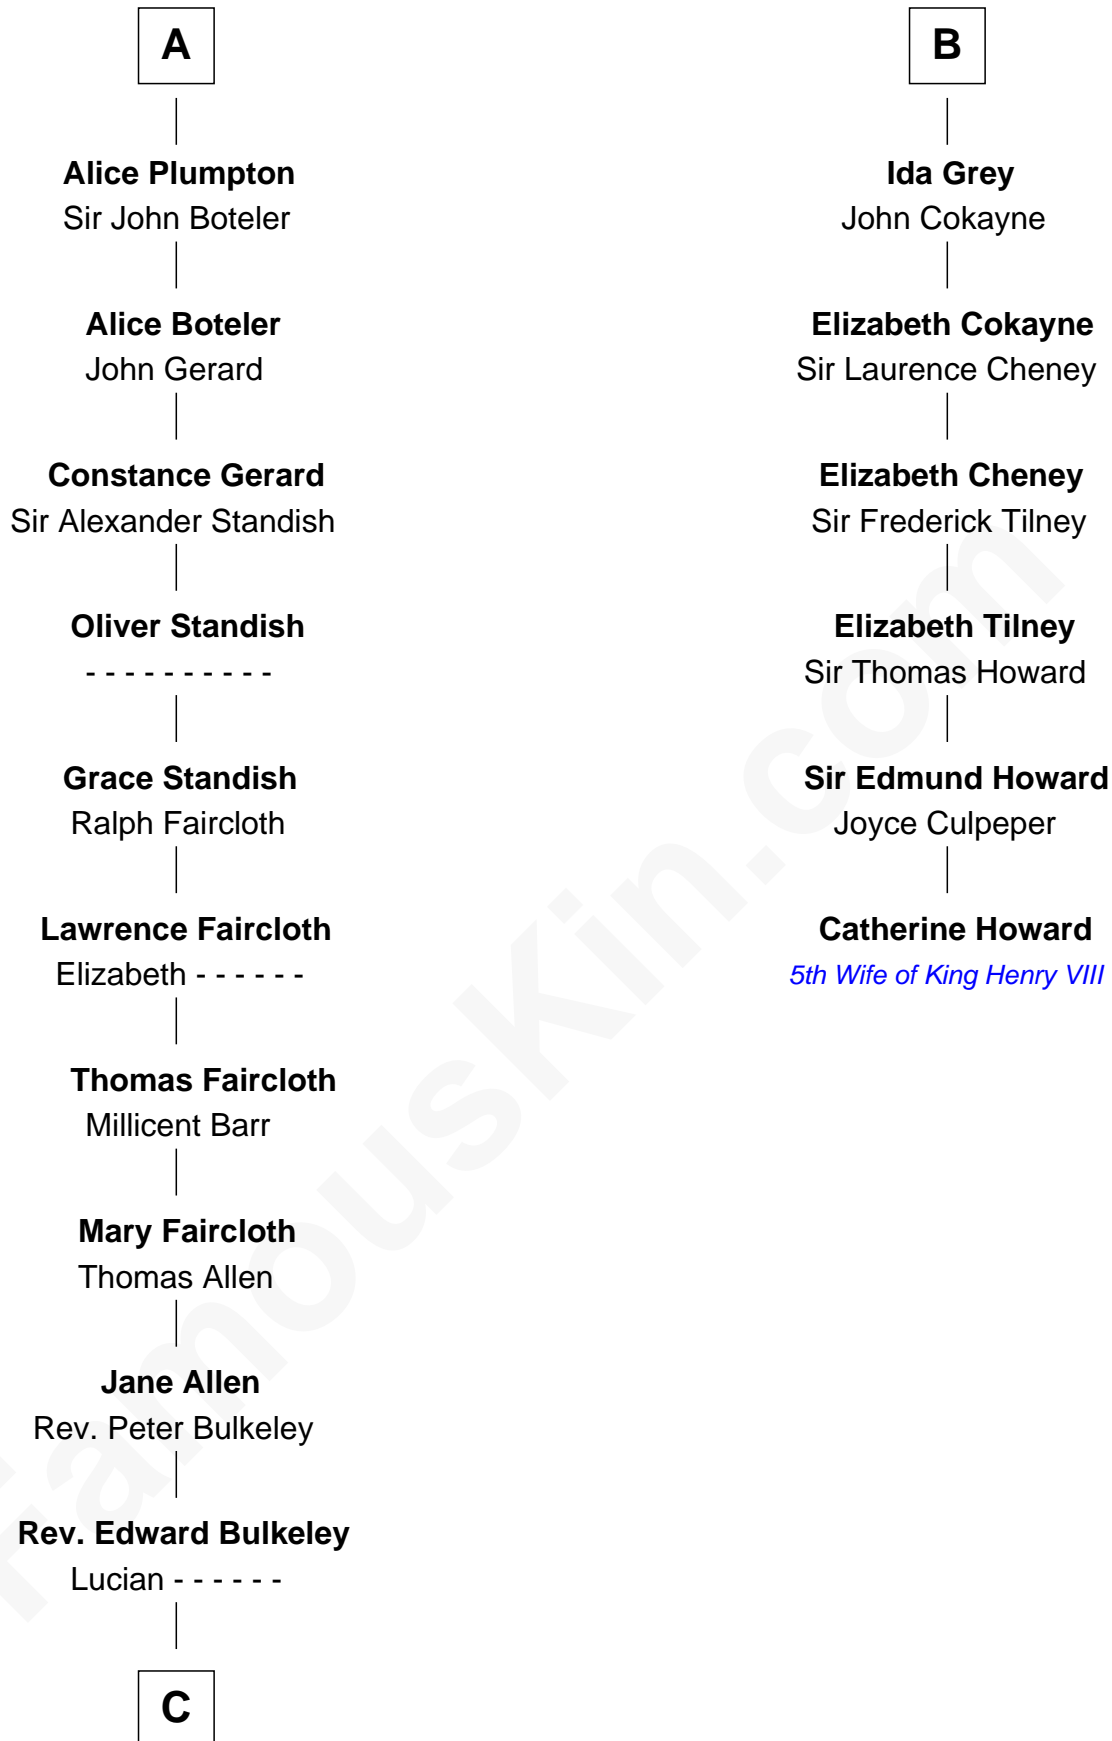 A
Alice Plumpton
Sir John Boteler
Alice Boteler
John Gerard
Constance Gerard
Sir Alexander Standish
Oliver Standish
- - - - - - - - - -
Grace Standish
Ralph Faircloth
Lawrence Faircloth
Elizabeth - - - - - -
Thomas Faircloth
Millicent Barr
Mary Faircloth
Thomas Allen
Jane Allen
Rev. Peter Bulkeley
Rev. Edward Bulkeley
Lucian - - - - - -
C
B
Ida Grey
John Cokayne
Elizabeth Cokayne
Sir Laurence Cheney
Elizabeth Cheney
Sir Frederick Tilney
Elizabeth Tilney
Sir Thomas Howard
Sir Edmund Howard
Joyce Culpeper
Catherine Howard
5th Wife of King Henry VIII
FamousKin.com